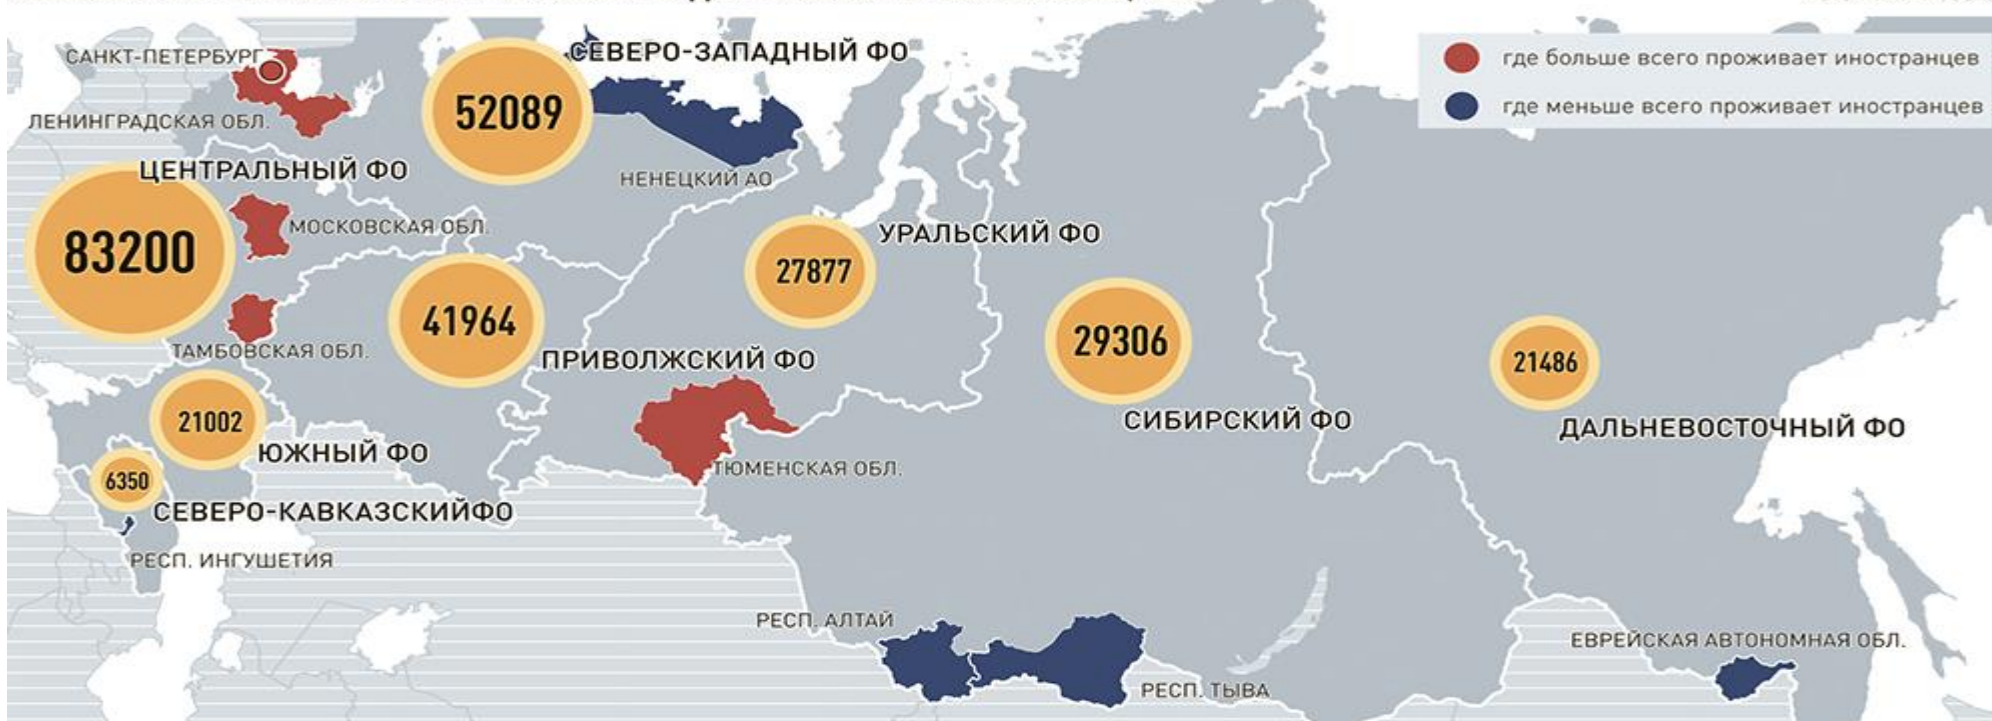 САНКТ-ПЕТЕРБУРГ
СЕВЕРО-ЗАПАДНЫЙ ФО
где больше всего проживает иностранцев
52089
где меньше всего проживает иностранцев
ЛЕНИНГРАДСКАЯ ОБЛ.
ЦЕНТРАЛЬНЫЙ ФО
НЕНЕЦКИЙ АО
83200
МОСКОВСКАЯ ОБЛ.
УРАЛЬСКИЙ ФО
27877
41964
29306
ТАМБОВСКАЯ ОБЛ.
ПРИВОЛЖСКИЙ ФО
21486
21002
СИБИРСКИЙ ФО
ДАЛЬНЕВОСТОЧНЫЙ ФО
ЮЖНЫЙ ФО
ТЮМЕНСКАЯ ОБЛ.
6350
СЕВЕРО-КАВКАЗСКИЙФО
РЕСП. ИНГУШЕТИЯ
РЕСП. АЛТАЙ
ЕВРЕЙСКАЯ АВТОНОМНАЯ ОБЛ.
РЕСП. ТЫВА